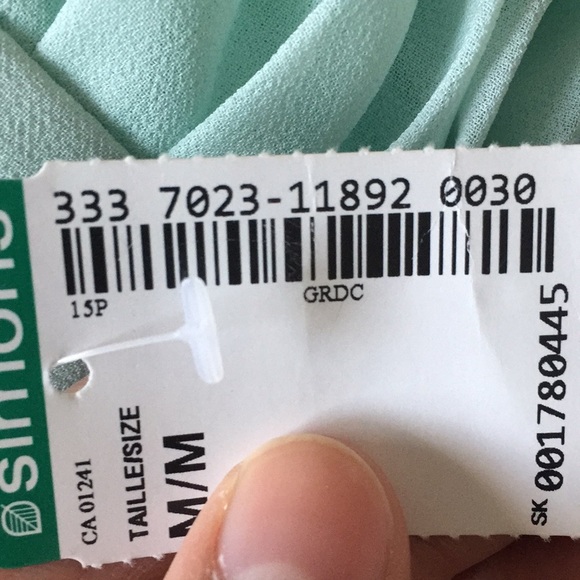 333 7023-11892 0030
15P
GRDC
simons
CA 01241
TAILLE/SIZE
M/M
SK 001780445